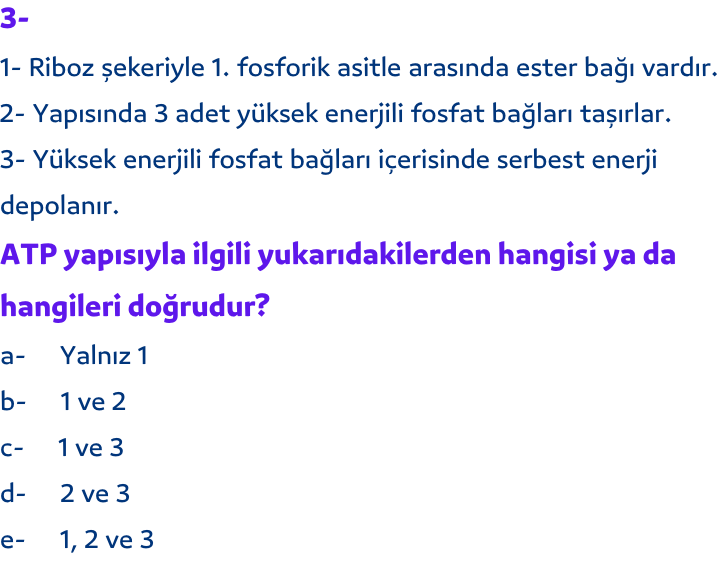 3-
1- Riboz şekeriyle 1. fosforik asitle arasında ester bağı vardır.
2- Yapısında 3 adet yüksek enerjili fosfat bağları taşırlar.
3- Yüksek enerjili fosfat bağları içerisinde serbest enerji
depolanır.
ATP yapısıyla ilgili yukarıdakilerden hangisi ya da
hangileri doğrudur?
a- Yalnız 1
b- 1 ve 2
c- 1 ve 3
d- 2 ve 3
e- 1, 2 ve 3